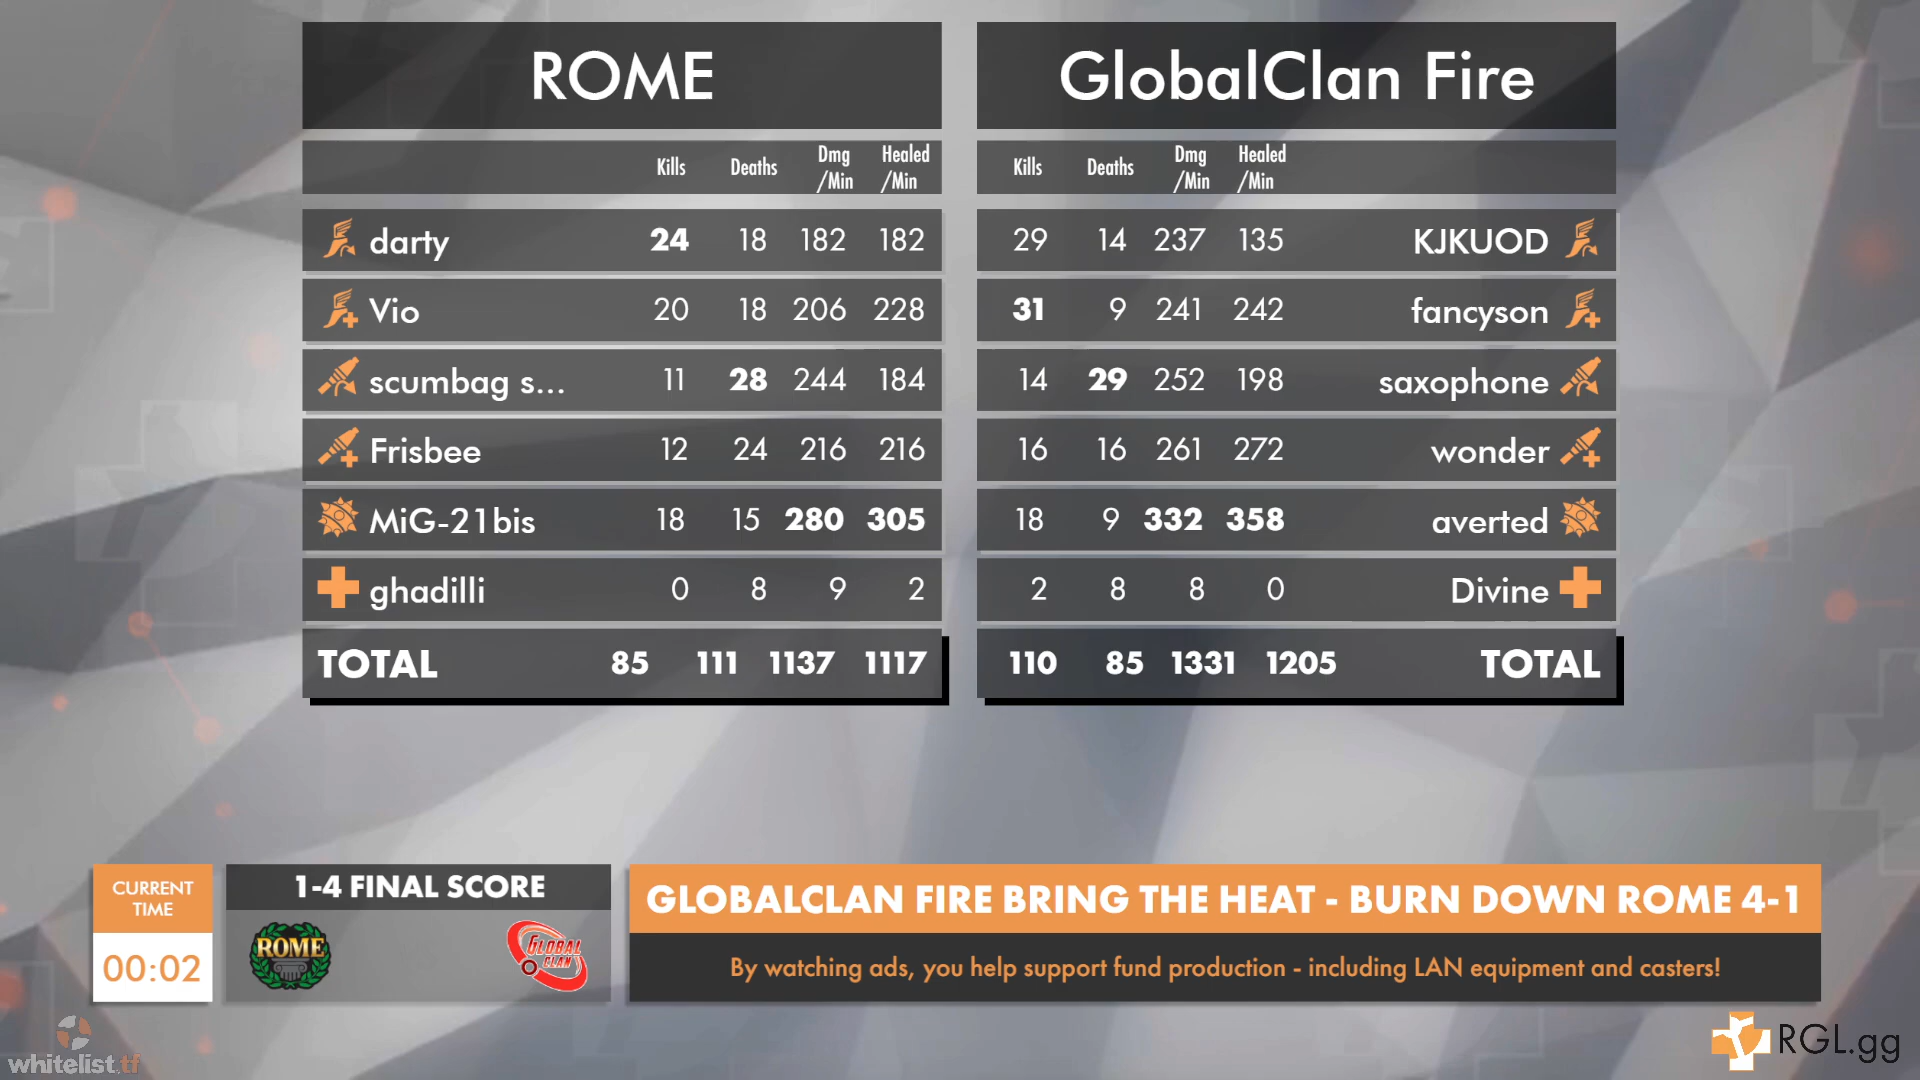 ROME
Kills Deaths Dmg /Min Healed /Min
darty 24 18 182 182
Vio 20 18 206 228
scumbag s... 11 28 244 184
Frisbee 12 24 216 216
MiG-21bis 18 15 280 305
ghadilli 0 8 9 2
TOTAL 85 111 1137 1117
GlobalClan Fire
Kills Deaths Dmg /Min Healed /Min
29 14 237 135 KJKUOD
31 9 241 242 fancyson
14 29 252 198 saxophone
16 16 261 272 wonder
18 9 332 358 averted
2 8 8 0 Divine
110 85 1331 1205 TOTAL
CURRENT
TIME
00:02
1-4 FINAL SCORE
ROME
GLOBAL
CLAN
GLOBALCLAN FIRE BRING THE HEAT - BURN DOWN ROME 4-1
By watching ads, you help support fund production - including LAN equipment and casters!
whitelist.tf
RGL.gg